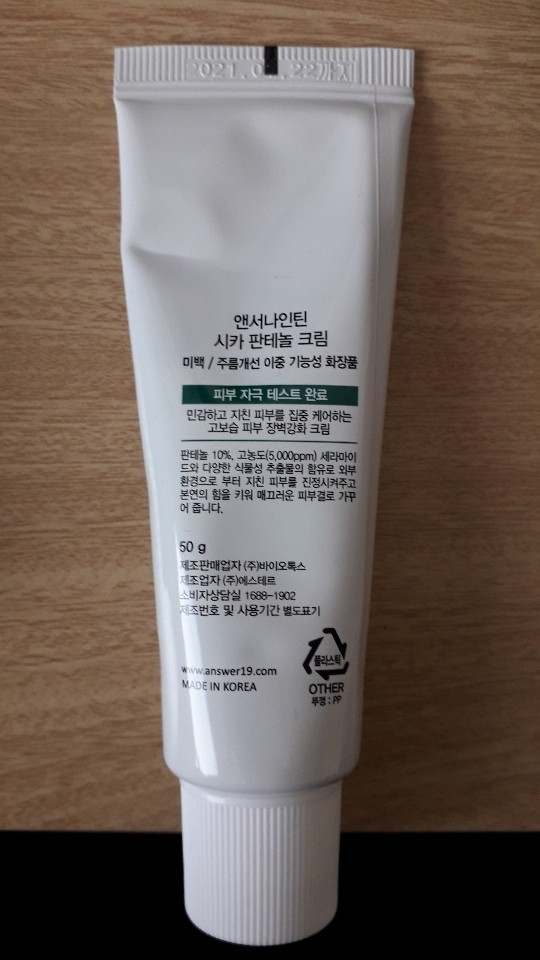 앤서나인틴
시카 판테놀 크림
미백 / 주름개선 이중 기능성 화장품
피부 자극 테스트 완료
민감하고 지친 피부를 집중 케어하는
고보습 피부 장벽강화 크림
판테놀 10%, 고농도(5,000ppm) 세라마이
드와 다양한 식물성 추출물의 함유로 외부
환경으로 부터 지친 피부를 진정시켜주고
본연의 힘을 키워 매끄러운 피부결로 가꾸
어 줍니다.
50 g
제조판매업자 (주)바이오톡스
제조업자 (주)에스테르
소비자상담실 1688-1902
제조번호 및 사용기간 별도표기
플라스틱
www.answer19.com
MADE IN KOREA
OTHER
뚜껑 : PP